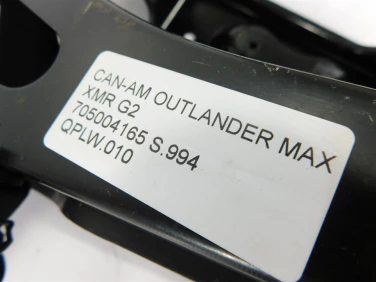 CAN-AM OUTLANDER MAX
XMR G2
705004165 S.994
QPLW.010